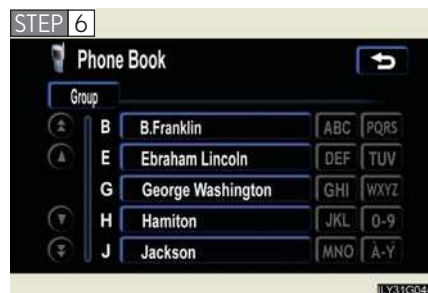 STEP 6
Phone Book
Group
B B.Franklin ABC PQRS
E Ebraham Lincoln DEF TUV
G George Washington GHI WXYZ
H Hamiton JKL 0-9
J Jackson MNO À-Ý
ILY31G04